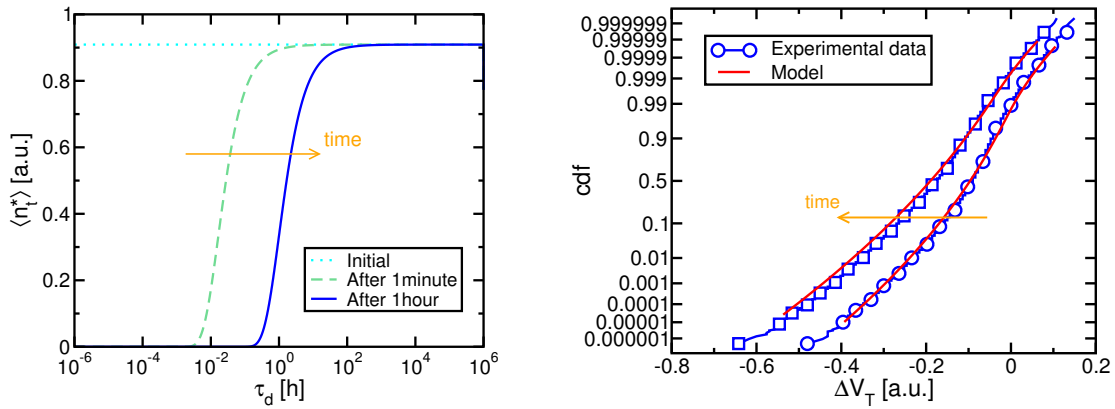 1
0.8
0.6
0.4
0.2
0
⟨n_t^*⟩ [a.u.]
time
Initial
After 1minute
After 1hour
10^-6 10^-4 10^-2 10^0 10^2 10^4 10^6
τ_d [h]
0.999999
0.99999
0.9999
0.999
0.99
0.9
0.5
0.1
0.01
0.001
0.0001
0.00001
0.000001
cdf
Experimental data
Model
time
-0.8 -0.6 -0.4 -0.2 0 0.2
ΔV_T [a.u.]